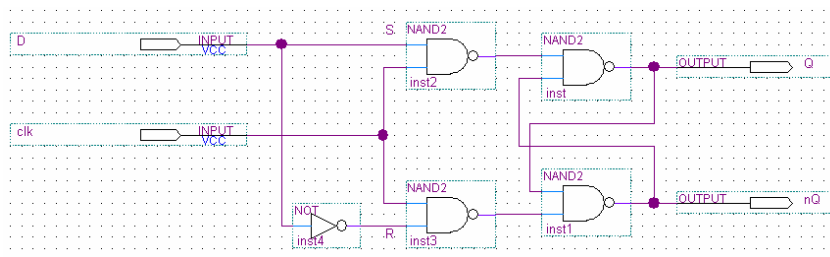 D
INPUT
VCC
S
NAND2
inst2
NAND2
inst
OUTPUT
Q
clk
INPUT
VCC
NOT
inst4
R
NAND2
inst3
NAND2
inst1
OUTPUT
nQ